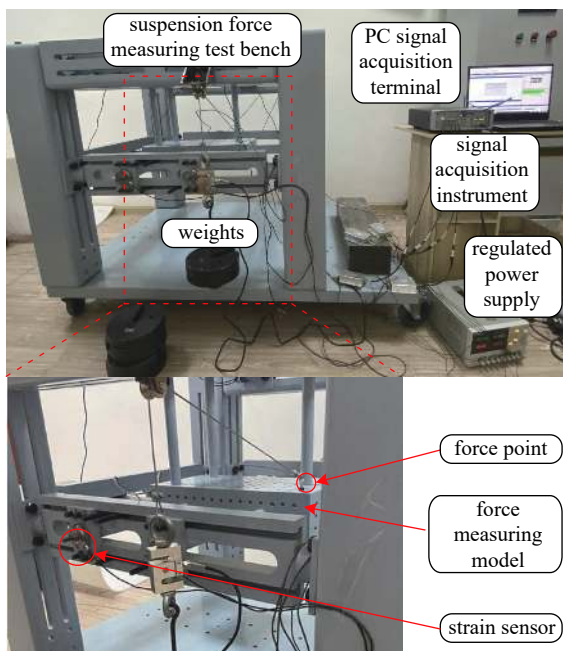 suspension force
measuring test bench
PC signal
acquisition
terminal
signal
acquisition
instrument
weights
regulated
power
supply
force point
force
measuring
model
strain sensor